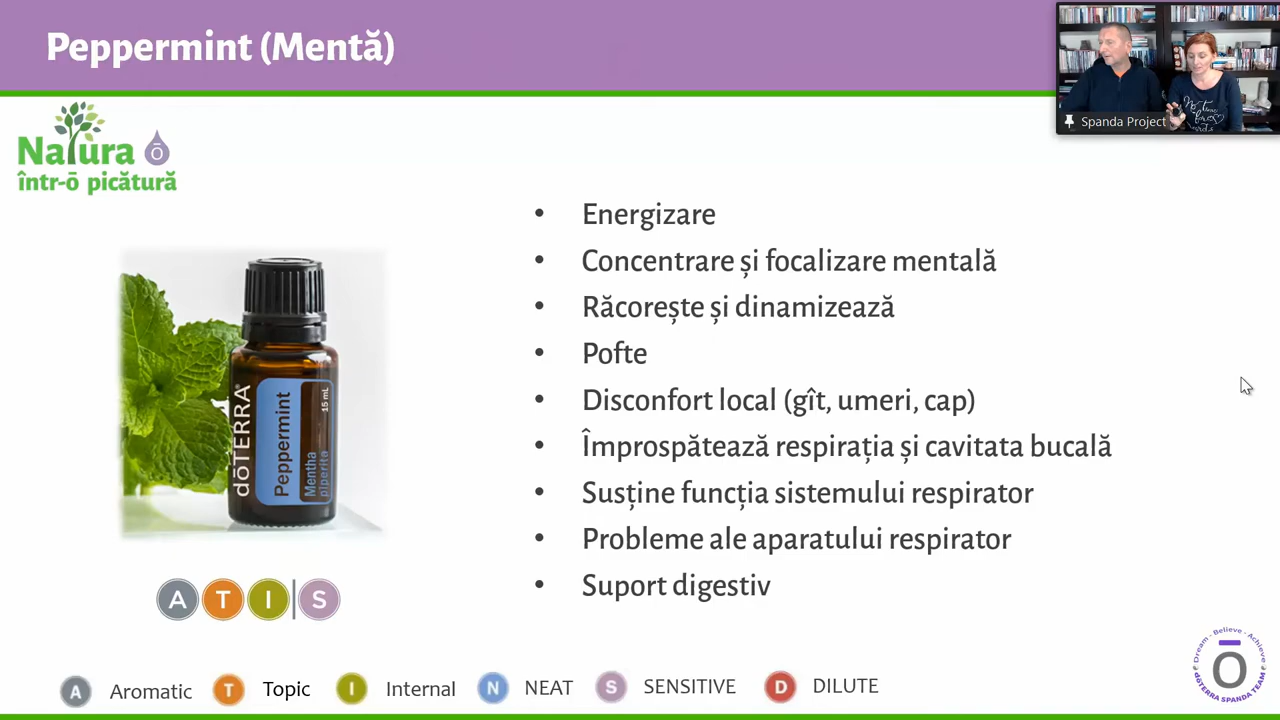 Peppermint (Mentă)
Spanda Project
Natura ō
într-ō picătură
Energizare
Concentrare și focalizare mentală
Răcorește și dinamizează
Pofte
Disconfort local (gît, umeri, cap)
Împrospătează respirația și cavitata bucală
Susține funcția sistemului respirator
Probleme ale aparatului respirator
Suport digestiv
dōTERRA®
Peppermint
Mentha
piperita
15 mL
A T I | S
A Aromatic T Topic I Internal N NEAT S SENSITIVE D DILUTE
Dream - Believe - Achieve
ō
dōTERRA SPANDA TEAM